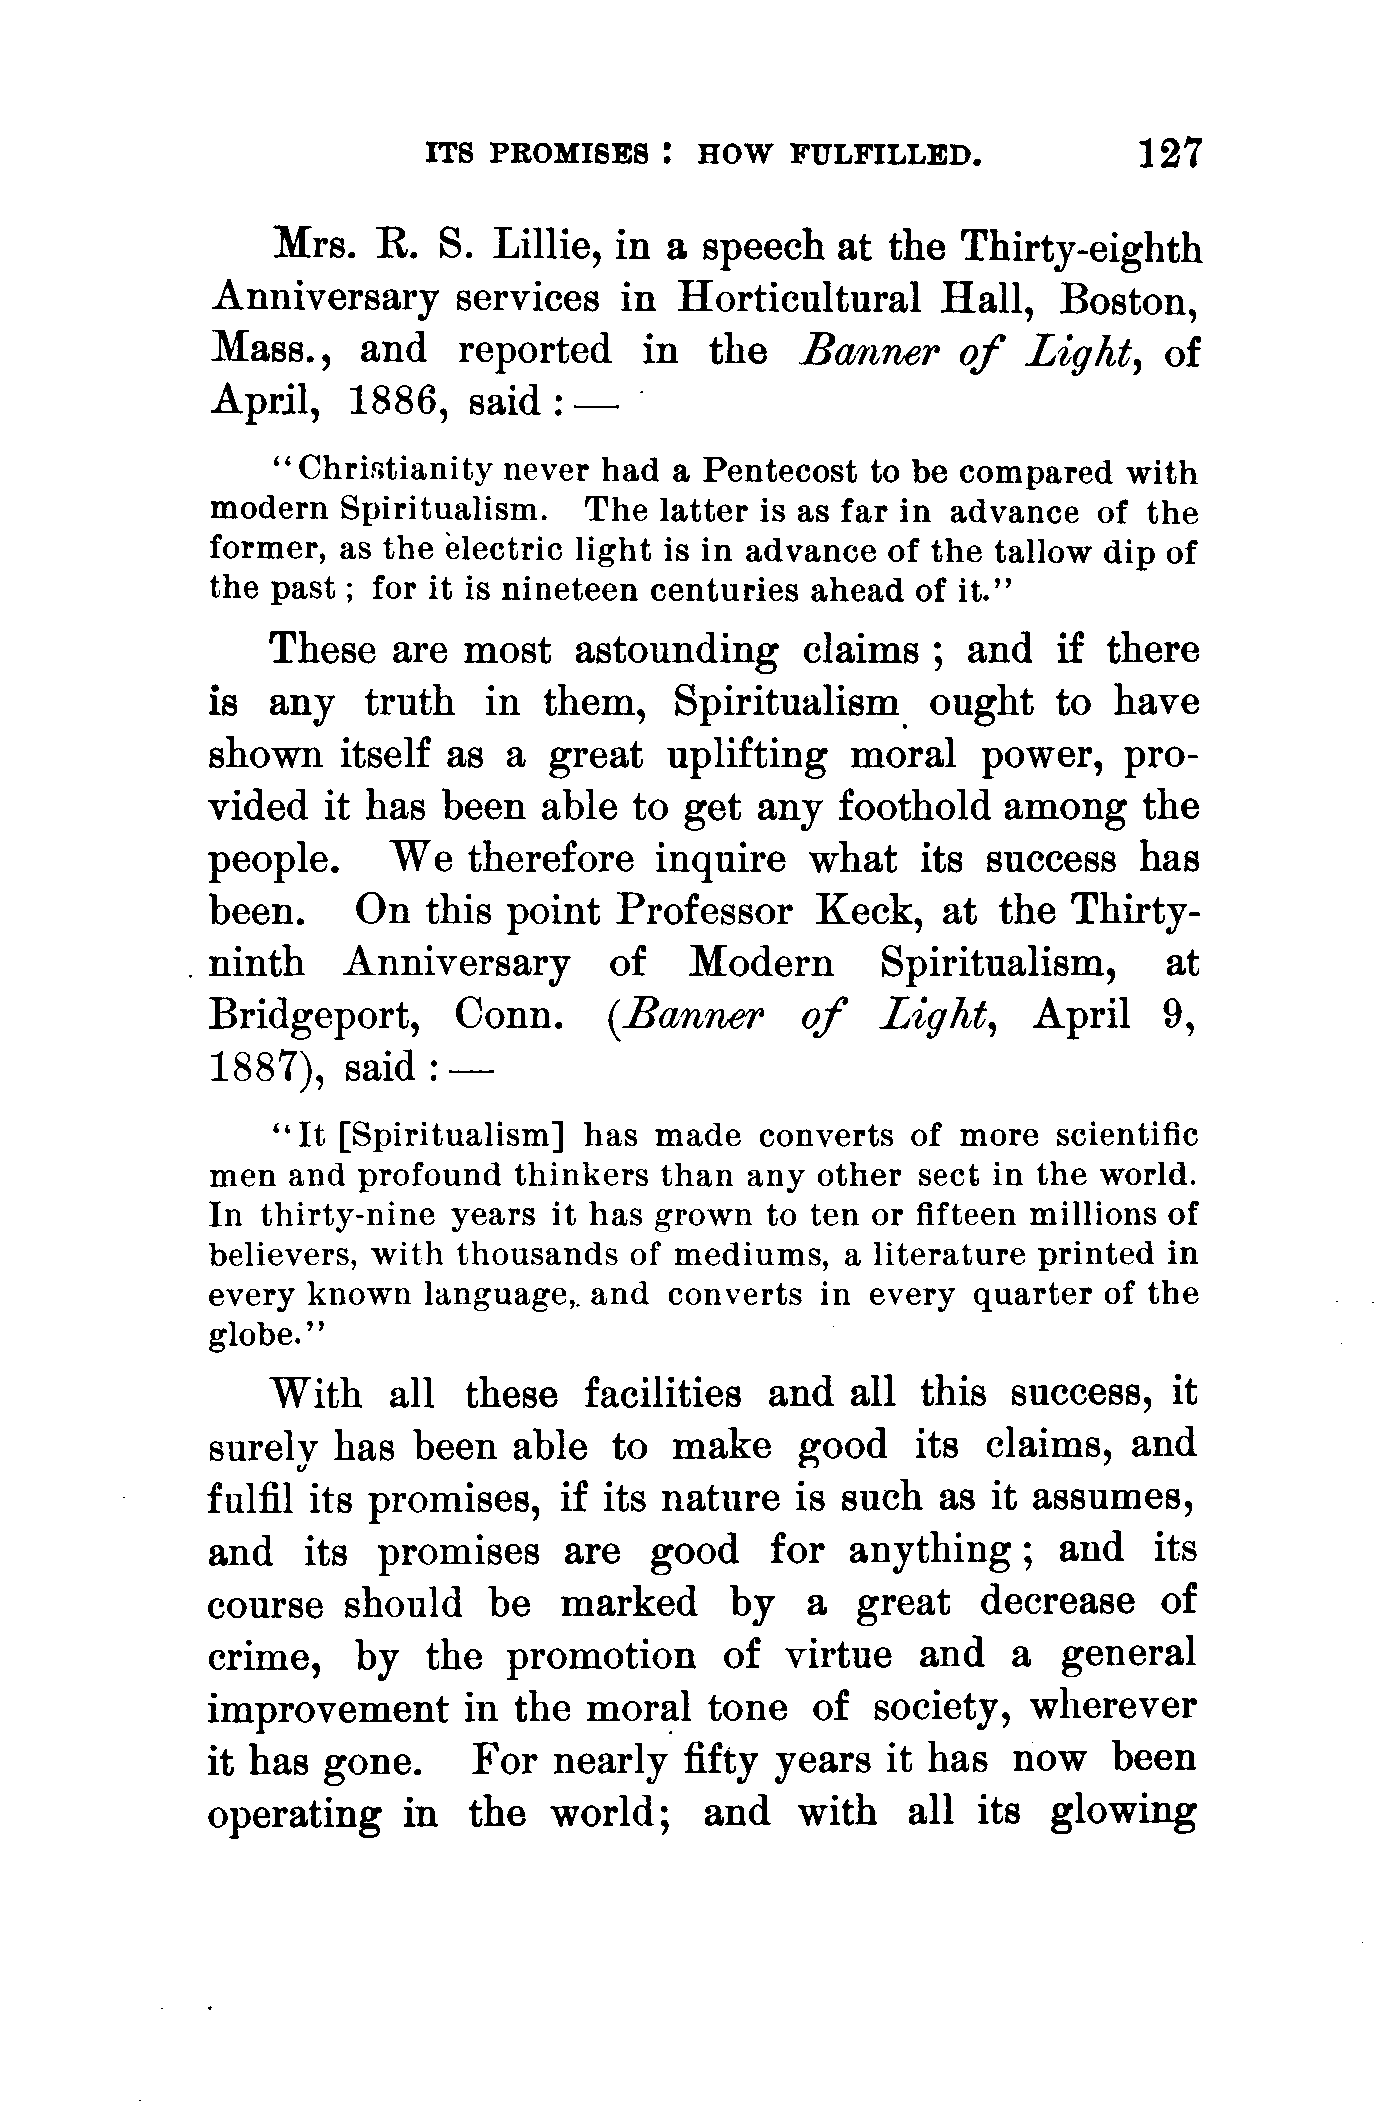 ITS PROMISES: HOW FULFILLED. 127
Mrs. R. S. Lillie, in a speech at the Thirty-eighth
Anniversary services in Horticultural Hall, Boston,
Mass., and reported in the Banner of Light, of
April, 1886, said :—
"Christianity never had a Pentecost to be compared with
modern Spiritualism. The latter is as far in advance of the
former, as the electric light is in advance of the tallow dip of
the past; for it is nineteen centuries ahead of it."
These are most astounding claims; and if there
is any truth in them, Spiritualism ought to have
shown itself as a great uplifting moral power, pro-
vided it has been able to get any foothold among the
people. We therefore inquire what its success has
been. On this point Professor Keck, at the Thirty-
ninth Anniversary of Modern Spiritualism, at
Bridgeport, Conn. (Banner of Light, April 9,
1887), said :—
"It [Spiritualism] has made converts of more scientific
men and profound thinkers than any other sect in the world.
In thirty-nine years it has grown to ten or fifteen millions of
believers, with thousands of mediums, a literature printed in
every known language, and converts in every quarter of the
globe."
With all these facilities and all this success, it
surely has been able to make good its claims, and
fulfil its promises, if its nature is such as it assumes,
and its promises are good for anything; and its
course should be marked by a great decrease of
crime, by the promotion of virtue and a general
improvement in the moral tone of society, wherever
it has gone. For nearly fifty years it has now been
operating in the world; and with all its glowing